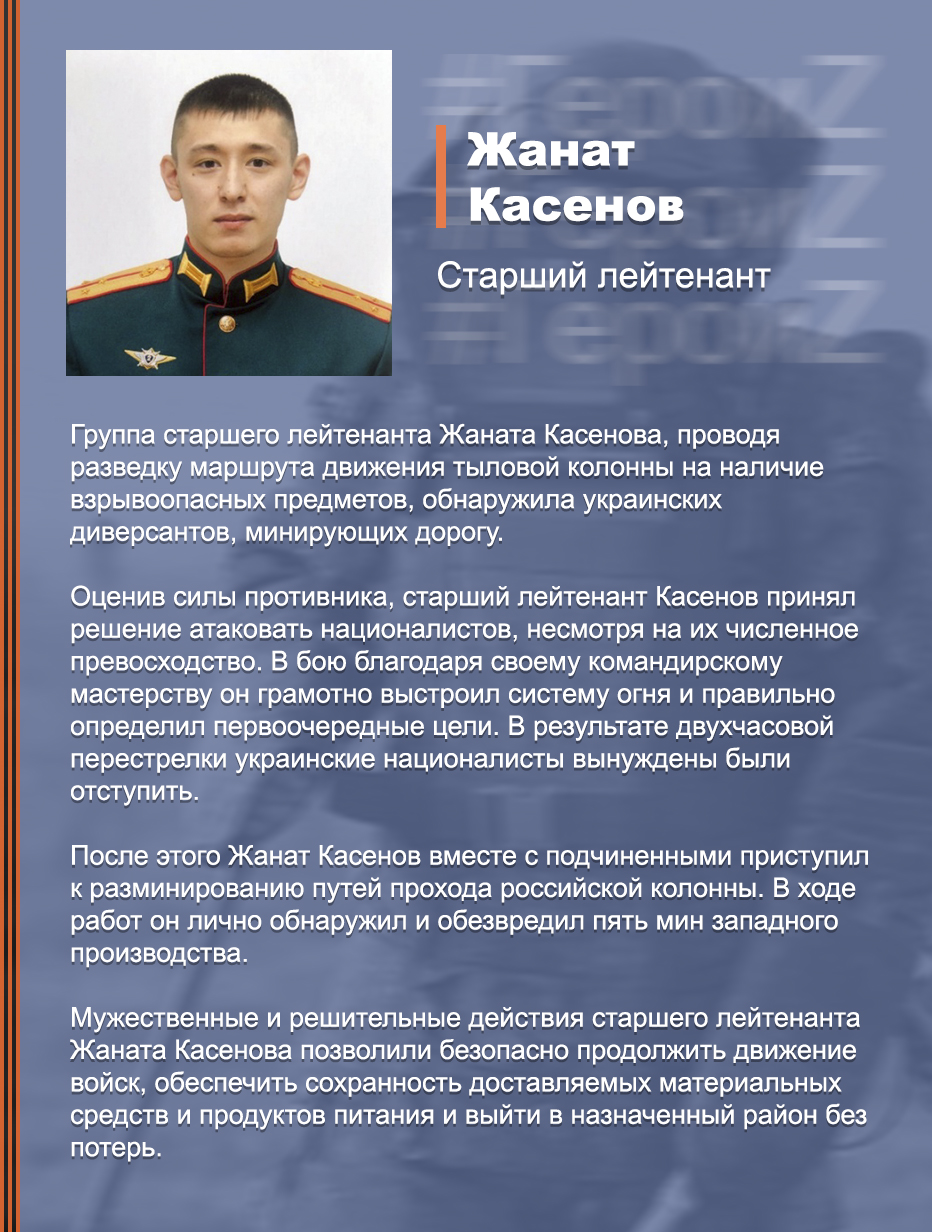 #ГероиZ
#ГероиZ
#ГероиZ
Жанат
Касенов
Старший лейтенант
Группа старшего лейтенанта Жаната Касенова, проводя
разведку маршрута движения тыловой колонны на наличие
взрывоопасных предметов, обнаружила украинских
диверсантов, минирующих дорогу.
Оценив силы противника, старший лейтенант Касенов принял
решение атаковать националистов, несмотря на их численное
превосходство. В бою благодаря своему командирскому
мастерству он грамотно выстроил систему огня и правильно
определил первоочередные цели. В результате двухчасовой
перестрелки украинские националисты вынуждены были
отступить.
После этого Жанат Касенов вместе с подчиненными приступил
к разминированию путей прохода российской колонны. В ходе
работ он лично обнаружил и обезвредил пять мин западного
производства.
Мужественные и решительные действия старшего лейтенанта
Жаната Касенова позволили безопасно продолжить движение
войск, обеспечить сохранность доставляемых материальных
средств и продуктов питания и выйти в назначенный район без
потерь.